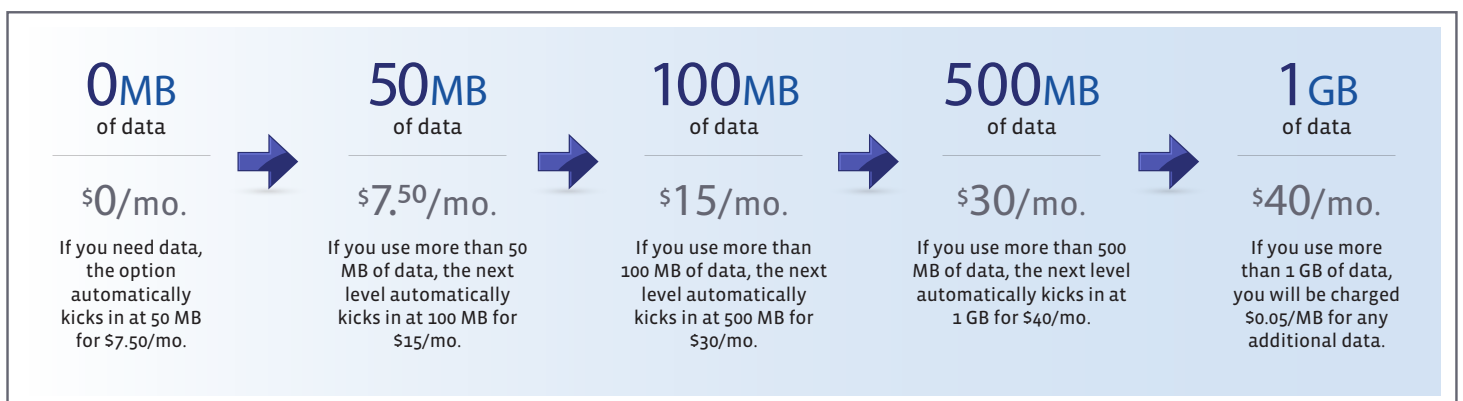 0MB
of data
$0/mo.
If you need data,
the option
automatically
kicks in at 50 MB
for $7.50/mo.
50MB
of data
$7.50/mo.
If you use more than 50
MB of data, the next
level automatically
kicks in at 100 MB for
$15/mo.
100MB
of data
$15/mo.
If you use more than
100 MB of data, the next
level automatically
kicks in at 500 MB for
$30/mo.
500MB
of data
$30/mo.
If you use more than 500
MB of data, the next level
automatically kicks in at
1 GB for $40/mo.
1 GB
of data
$40/mo.
If you use more
than 1 GB of data,
you will be charged
$0.05/MB for any
additional data.